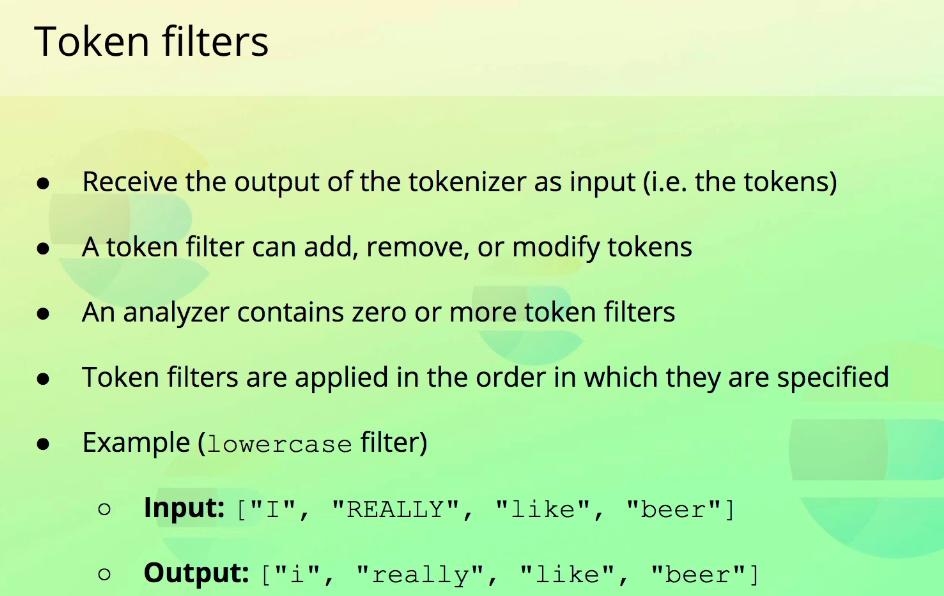 Token filters
● Receive the output of the tokenizer as input (i.e. the tokens)
● A token filter can add, remove, or modify tokens
● An analyzer contains zero or more token filters
● Token filters are applied in the order in which they are specified
● Example (lowercase filter)
○ Input: ["I", "REALLY", "like", "beer"]
○ Output: ["i", "really", "like", "beer"]